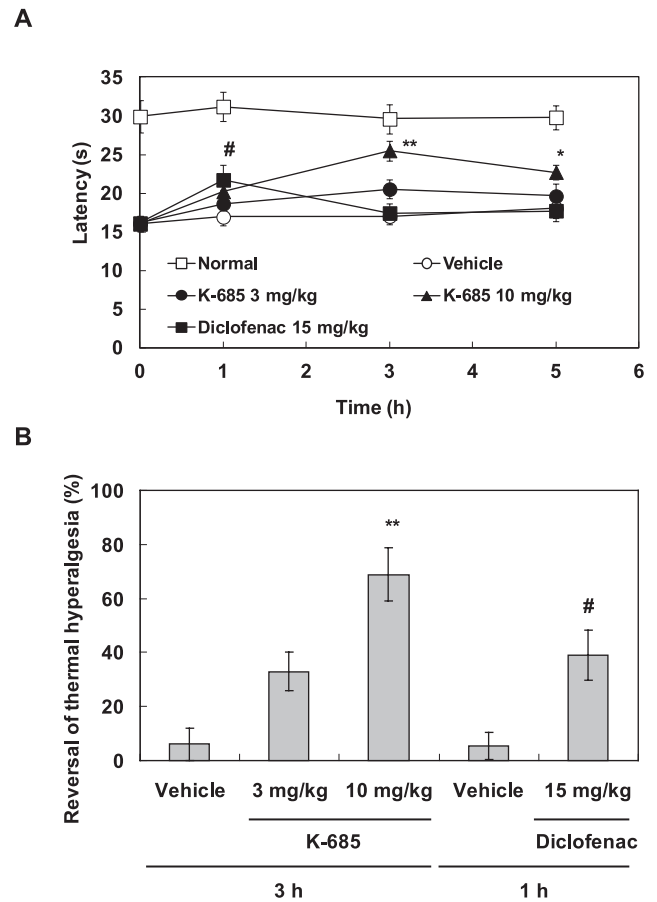 A
35
30
25
20
15
10
5
0
Latency (s)
#
**
*
Normal
Vehicle
K-685 3 mg/kg
K-685 10 mg/kg
Diclofenac 15 mg/kg
0 1 2 3 4 5 6
Time (h)
B
100
80
60
40
20
0
Reversal of thermal hyperalgesia (%)
**
#
Vehicle 3 mg/kg 10 mg/kg Vehicle 15 mg/kg
K-685 Diclofenac
3 h 1 h